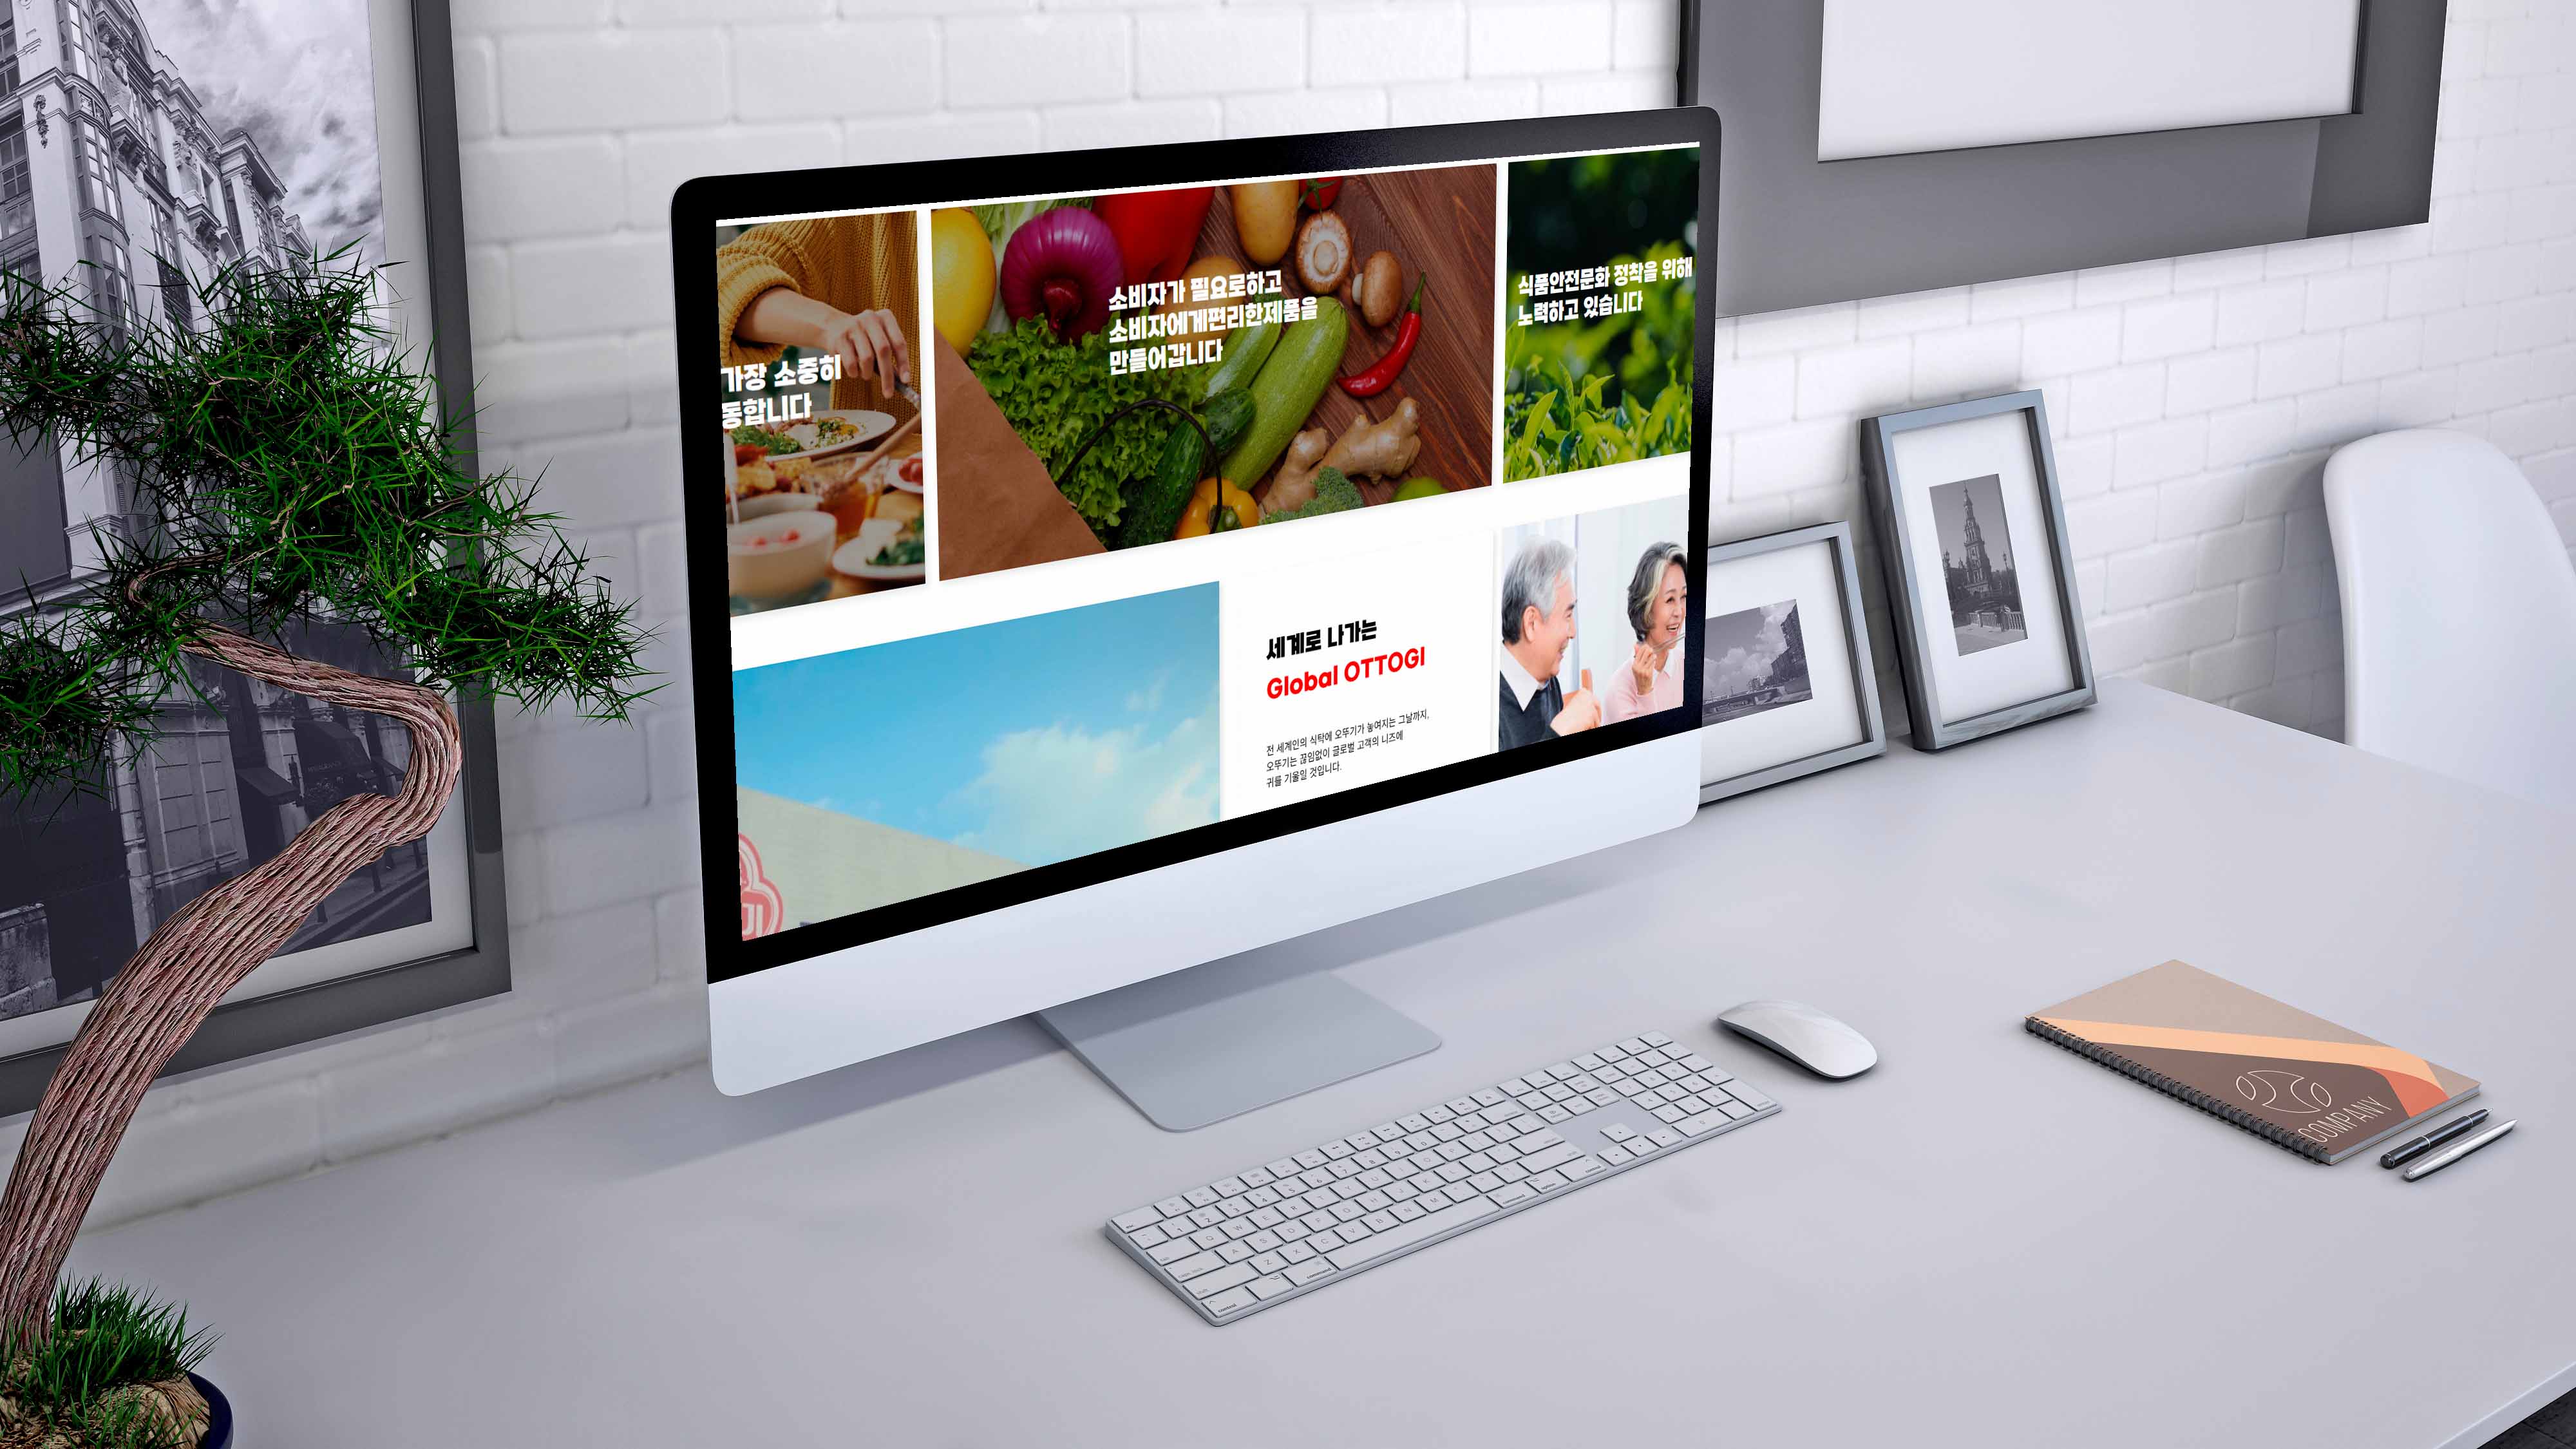 가장 소중히
동합니다
소비자가 필요로하고
소비자에게편리한제품을
만들어갑니다
식품안전문화 정착을 위해
노력하고 있습니다
세계로 나가는
Global OTTOGI
전 세계인의 식탁에 오뚜기가 놓여지는 그날까지,
오뚜기는 끊임없이 글로벌 고객의 니즈에
귀를 기울일 것입니다.
COMPANY